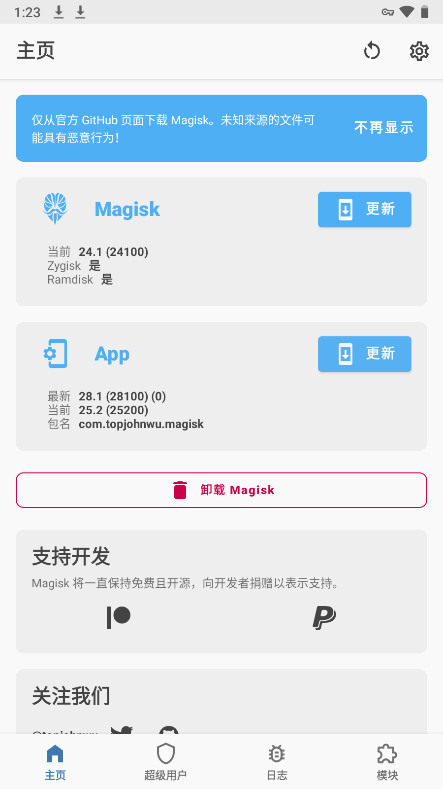 1:23
主页
仅从官方 GitHub 页面下载 Magisk。未知来源的文件可
能具有恶意行为！
不再显示
Magisk
更新
当前 24.1 (24100)
Zygisk 是
Ramdisk 是
App
更新
最新 28.1 (28100) (0)
当前 25.2 (25200)
包名 com.topjohnwu.magisk
卸载 Magisk
支持开发
Magisk 将一直保持免费且开源，向开发者捐赠以表示支持。
关注我们
@topjohnwu
主页
超级用户
日志
模块